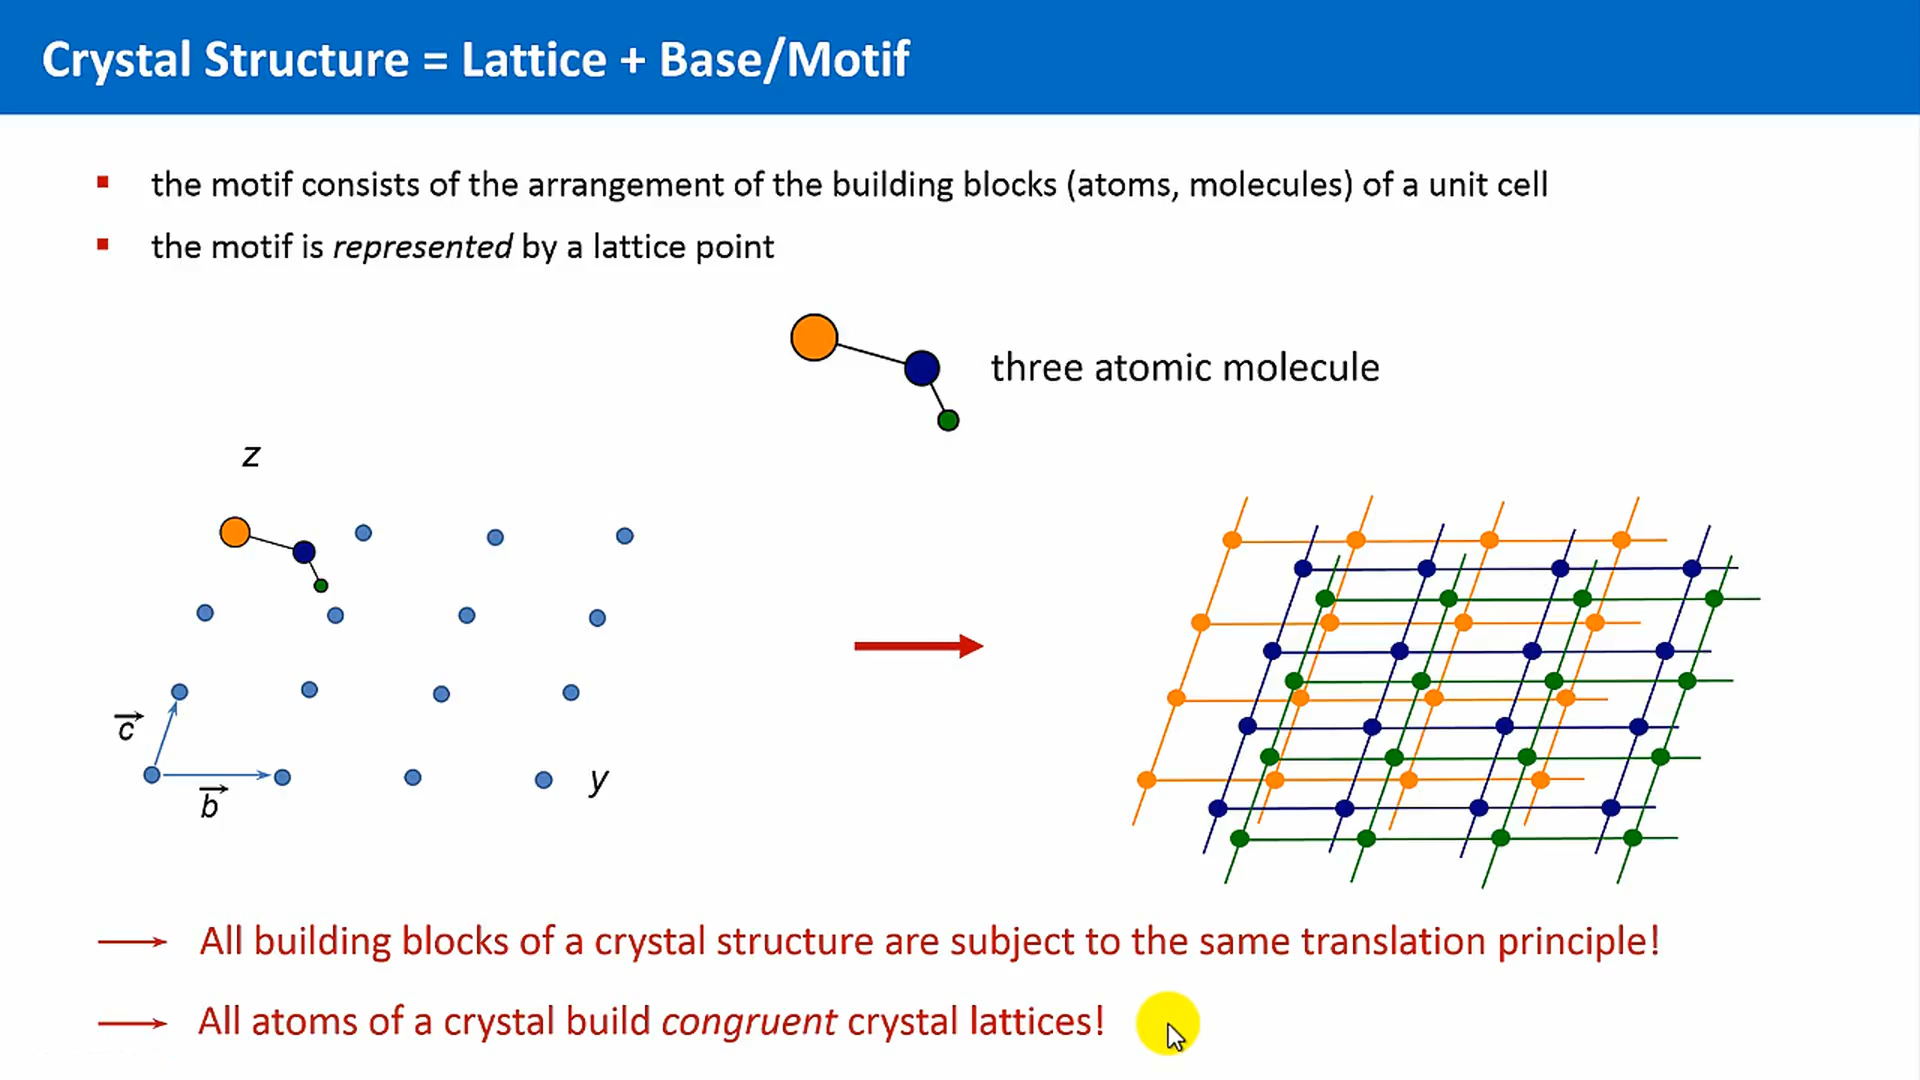 Crystal Structure = Lattice + Base/Motif
the motif consists of the arrangement of the building blocks (atoms, molecules) of a unit cell
the motif is represented by a lattice point
three atomic molecule
z
c
b
y
All building blocks of a crystal structure are subject to the same translation principle!
All atoms of a crystal build congruent crystal lattices!